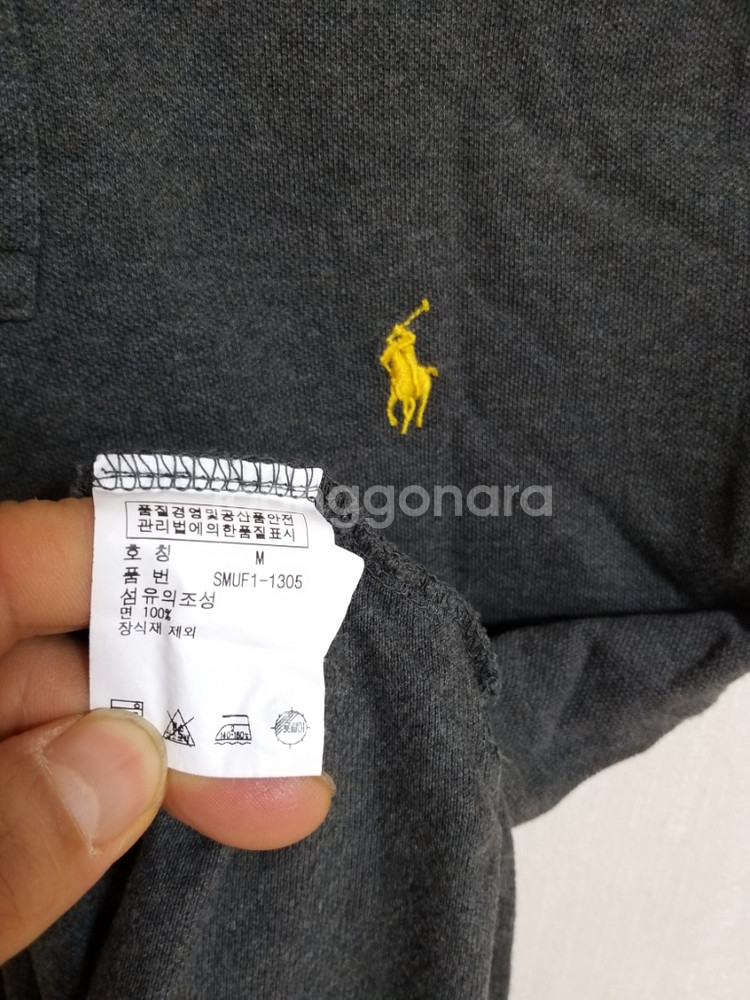 ggonara
품질경영및공산품안전
관리법에의한품질표시
호 칭 M
품 번 SMUF1-1305
섬유의조성
면 100%
장식재 제외